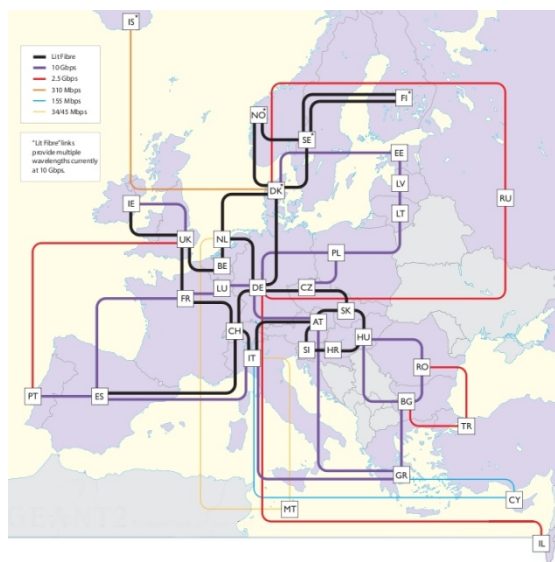 IS*
Lit Fibre
10 Gbps
2.5 Gbps
310 Mbps
155 Mbps
34/45 Mbps
"Lit Fibre" links
provide multiple
wavelengths currently
at 10 Gbps.
FI*
NO*
SE*
EE
DK*
LV
RU
IE
LT
UK
NL
PL
BE
LU
DE
CZ
FR
SK
AT
CH
HU
IT
SI
HR
RO
PT
ES
BG
TR
GR
CY
MT
IL